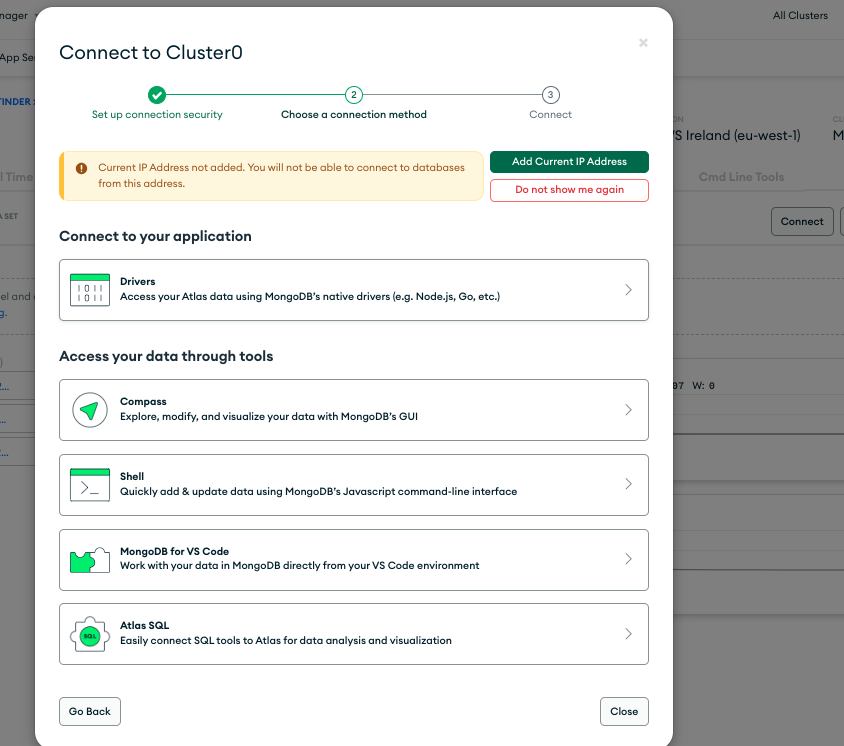 nager
All Clusters
App Se
Connect to Cluster0
×
INDER
2
3
Set up connection security
Choose a connection method
Connect
S Ireland (eu-west-1)
M
l Time
Cmd Line Tools
Current IP Address not added. You will not be able to connect to databases
from this address.
Add Current IP Address
Do not show me again
A SET
Connect
Connect to your application
Drivers
Access your Atlas data using MongoDB's native drivers (e.g. Node.js, Go, etc.)
el and
g.
Access your data through tools
07 W: 0
Compass
Explore, modify, and visualize your data with MongoDB's GUI
Shell
Quickly add & update data using MongoDB's Javascript command-line interface
MongoDB for VS Code
Work with your data in MongoDB directly from your VS Code environment
SQL
Atlas SQL
Easily connect SQL tools to Atlas for data analysis and visualization
Go Back
Close